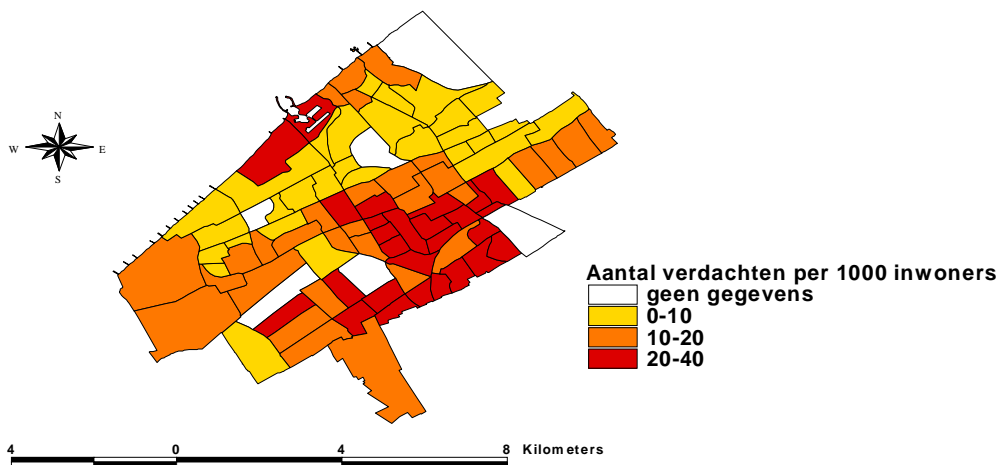 N
W E
S
Aantal verdachten per 1000 inwoners
geen gegevens
0-10
10-20
20-40
4 0 4 8 Kilometers